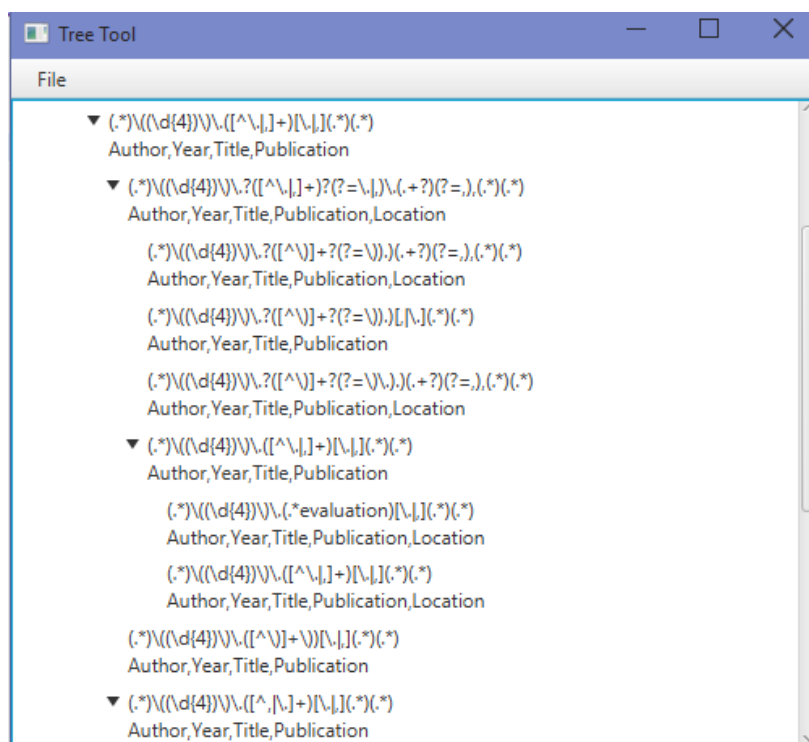 Tree Tool
File
(.*)\((\d{4})\)\.([^\.|,]+)[\.|,](.*)(.*)
Author,Year,Title,Publication
(.*)\((\d{4})\)\.?([^\.|,]+)?(?=\.|,)\.(.+?)(?=,),(.*)(.*)
Author,Year,Title,Publication,Location
(.*)\((\d{4})\)\.?([^\)]+?(?=\)).)(.+?)(?=,),(.*)(.*)
Author,Year,Title,Publication,Location
(.*)\((\d{4})\)\.?([^\)]+?(?=\)).)[,|\.](.*)(.*)
Author,Year,Title,Publication
(.*)\((\d{4})\)\.?([^\)]+?(?=\)\.).)(.+?)(?=,),(.*)(.*)
Author,Year,Title,Publication,Location
(.*)\((\d{4})\)\.([^\.|,]+)[\.|,](.*)(.*)
Author,Year,Title,Publication
(.*)\((\d{4})\)\.(.*evaluation)[\.|,](.*)(.*)
Author,Year,Title,Publication,Location
(.*)\((\d{4})\)\.([^\.|,]+)[\.|,](.*)(.*)
Author,Year,Title,Publication,Location
(.*)\((\d{4})\)\.([^\)]+\))[\.|,](.*)(.*)
Author,Year,Title,Publication
(.*)\((\d{4})\)\.([^,|\.]+)[\.|,](.*)(.*)
Author,Year,Title,Publication